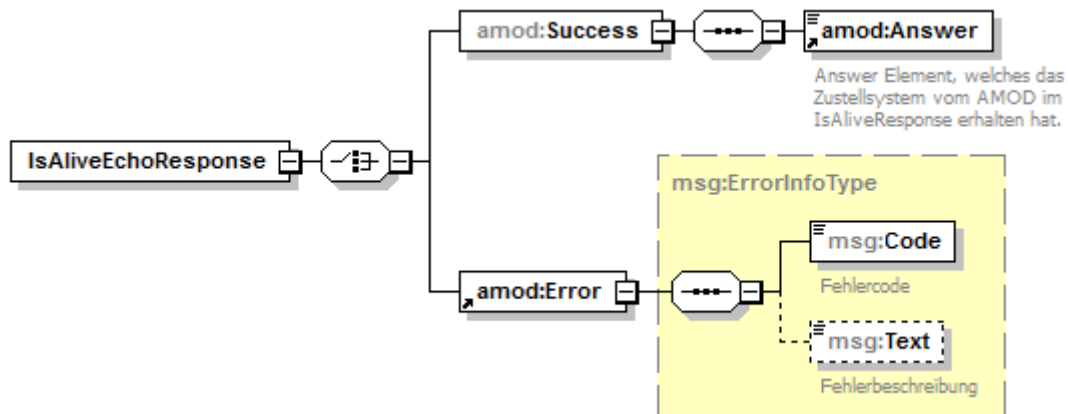 amod:Success
amod:Answer
Answer Element, welches das
Zustellsystem vom AMOD im
IsAliveResponse erhalten hat.
IsAliveEchoResponse
msg:ErrorInfoType
msg:Code
Fehlercode
amod:Error
msg:Text
Fehlerbeschreibung